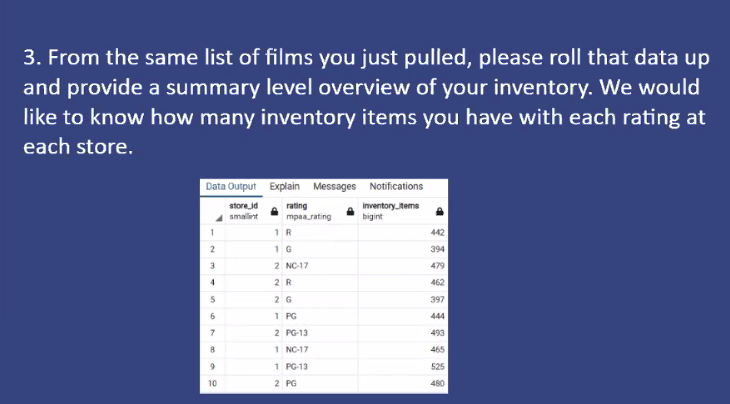 3. From the same list of films you just pulled, please roll that data up
and provide a summary level overview of your inventory. We would
like to know how many inventory items you have with each rating at
each store.
Data Output Explain Messages Notifications
store_id rating inventory_items
smallint mpaa_rating bigint
1 1 R 442
2 1 G 394
3 2 NC-17 479
4 2 R 462
5 2 G 397
6 1 PG 444
7 2 PG-13 493
8 1 NC-17 465
9 1 PG-13 525
10 2 PG 480